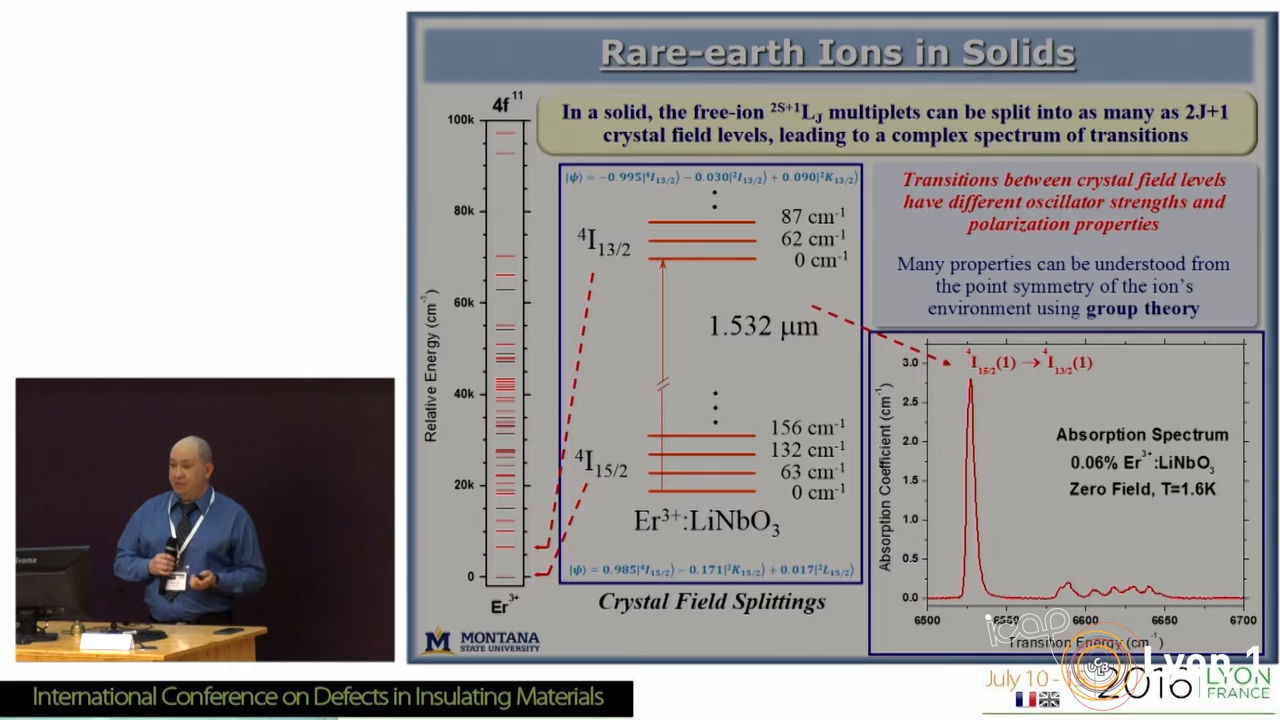 Rare-earth Ions in Solids
In a solid, the free-ion ²ˢ⁺¹L_J multiplets can be split into as many as 2J+1
crystal field levels, leading to a complex spectrum of transitions
4f¹¹
100k
80k
60k
40k
20k
0
Relative Energy (cm⁻¹)
Er³⁺
|ψ⟩ = −0.995|⁴I₁₃/₂⟩ − 0.030|²I₁₃/₂⟩ + 0.090|²K₁₃/₂⟩
⁴I₁₃/₂
87 cm⁻¹
62 cm⁻¹
0 cm⁻¹
1.532 μm
⁴I₁₅/₂
156 cm⁻¹
132 cm⁻¹
63 cm⁻¹
0 cm⁻¹
Er³⁺:LiNbO₃
|ψ⟩ = 0.985|⁴I₁₅/₂⟩ − 0.171|²K₁₅/₂⟩ + 0.017|²L₁₅/₂⟩
Crystal Field Splittings
Transitions between crystal field levels
have different oscillator strengths and
polarization properties
Many properties can be understood from
the point symmetry of the ion's
environment using group theory
⁴I₁₅/₂(1) → ⁴I₁₃/₂(1)
Absorption Spectrum
0.06% Er³⁺:LiNbO₃
Zero Field, T=1.6K
Absorption Coefficient (cm⁻¹)
3.0
2.5
2.0
1.5
1.0
0.5
0.0
6500 6550 6600 6650 6700
Transition Energy (cm⁻¹)
M MONTANA
STATE UNIVERSITY
icap
UCB
Lyon 1
July 10 -
2016
LYON
FRANCE
International Conference on Defects in Insulating Materials